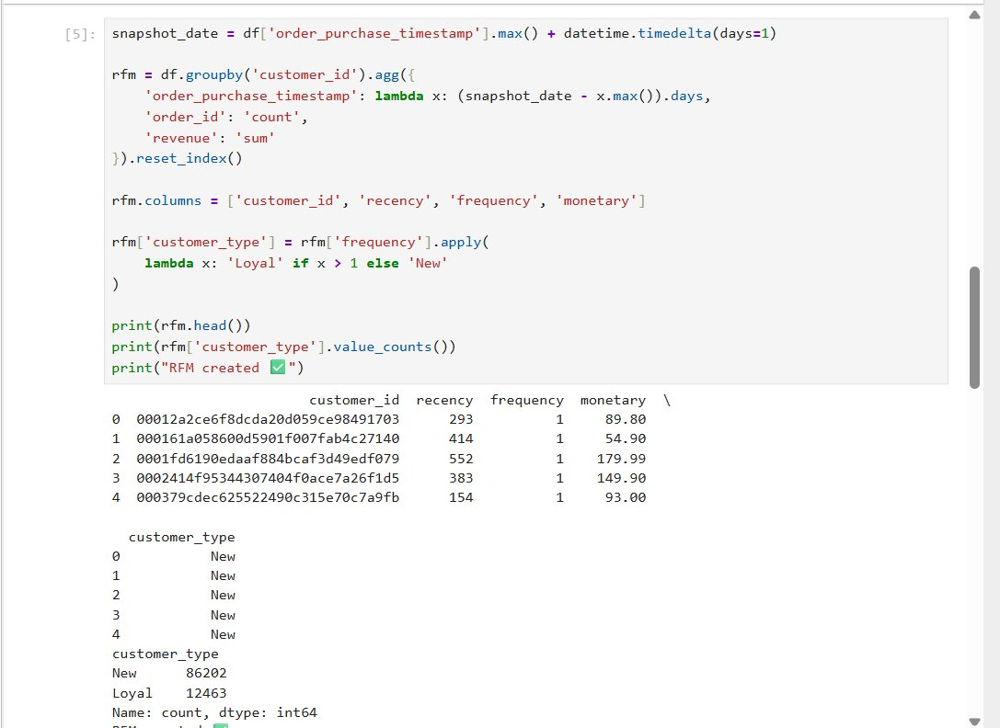 [5]:
snapshot_date = df['order_purchase_timestamp'].max() + datetime.timedelta(days=1)
rfm = df.groupby('customer_id').agg({
    'order_purchase_timestamp': lambda x: (snapshot_date - x.max()).days,
    'order_id': 'count',
    'revenue': 'sum'
}).reset_index()
rfm.columns = ['customer_id', 'recency', 'frequency', 'monetary']
rfm['customer_type'] = rfm['frequency'].apply(
    lambda x: 'Loyal' if x > 1 else 'New'
)
print(rfm.head())
print(rfm['customer_type'].value_counts())
print("RFM created ✅")
                        customer_id  recency  frequency  monetary  \
0  00012a2ce6f8dcda20d059ce98491703      293          1     89.80
1  000161a058600d5901f007fab4c27140      414          1     54.90
2  0001fd6190edaaf884bcaf3d49edf079      552          1    179.99
3  0002414f95344307404f0ace7a26f1d5      383          1    149.90
4  000379cdec625522490c315e70c7a9fb      154          1     93.00
  customer_type
0           New
1           New
2           New
3           New
4           New
customer_type
New      86202
Loyal    12463
Name: count, dtype: int64